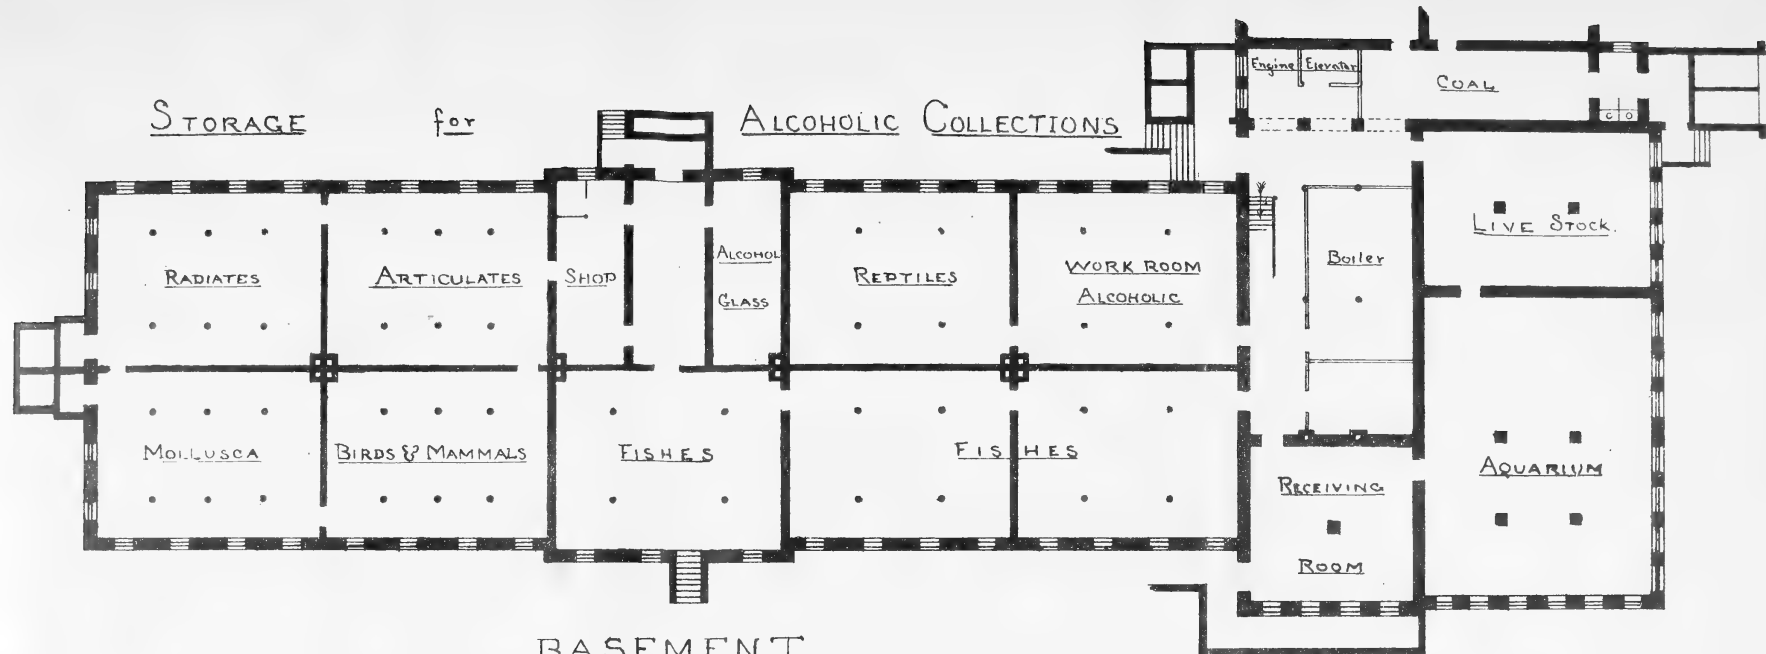 STORAGE for ALCOHOLIC COLLECTIONS
Engine Elevator
COAL
RADIATES
ARTICULATES
SHOP
ALCOHOL
GLASS
REPTILES
WORK ROOM
ALCOHOLIC
Boiler
LIVE STOCK.
MOLLUSCA
BIRDS & MAMMALS
FISHES
FISHES
RECEIVING
ROOM
AQUARIUM
BASEMENT